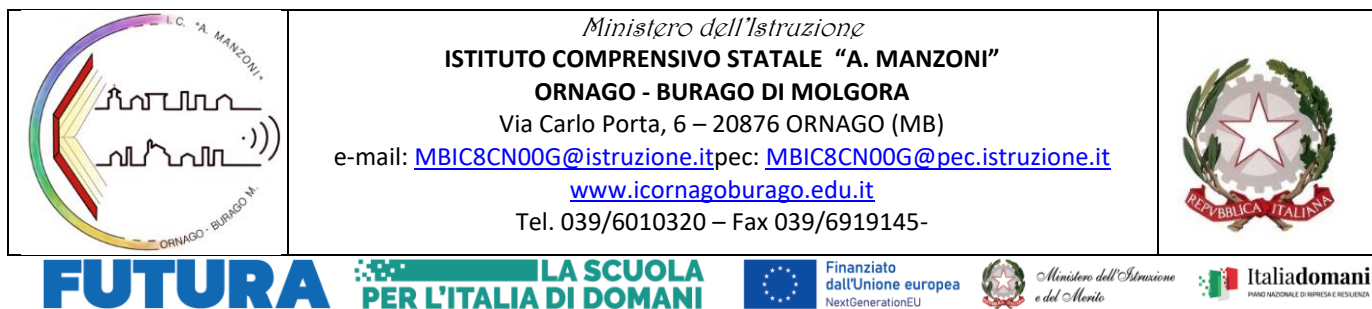 I.C. "A. MANZONI"
ORNAGO - BURAGO M.
Ministero dell'Istruzione
ISTITUTO COMPRENSIVO STATALE “A. MANZONI”
ORNAGO - BURAGO DI MOLGORA
Via Carlo Porta, 6 – 20876 ORNAGO (MB)
e-mail: MBIC8CN00G@istruzione.itpec: MBIC8CN00G@pec.istruzione.it
www.icornagoburago.edu.it
Tel. 039/6010320 – Fax 039/6919145-
REPVBBLICA ITALIANA
FUTURA
LA SCUOLA
PER L'ITALIA DI DOMANI
Finanziato
dall'Unione europea
NextGenerationEU
Ministero dell'Istruzione
e del Merito
Italiadomani
PIANO NAZIONALE DI RIPRESA E RESILIENZA